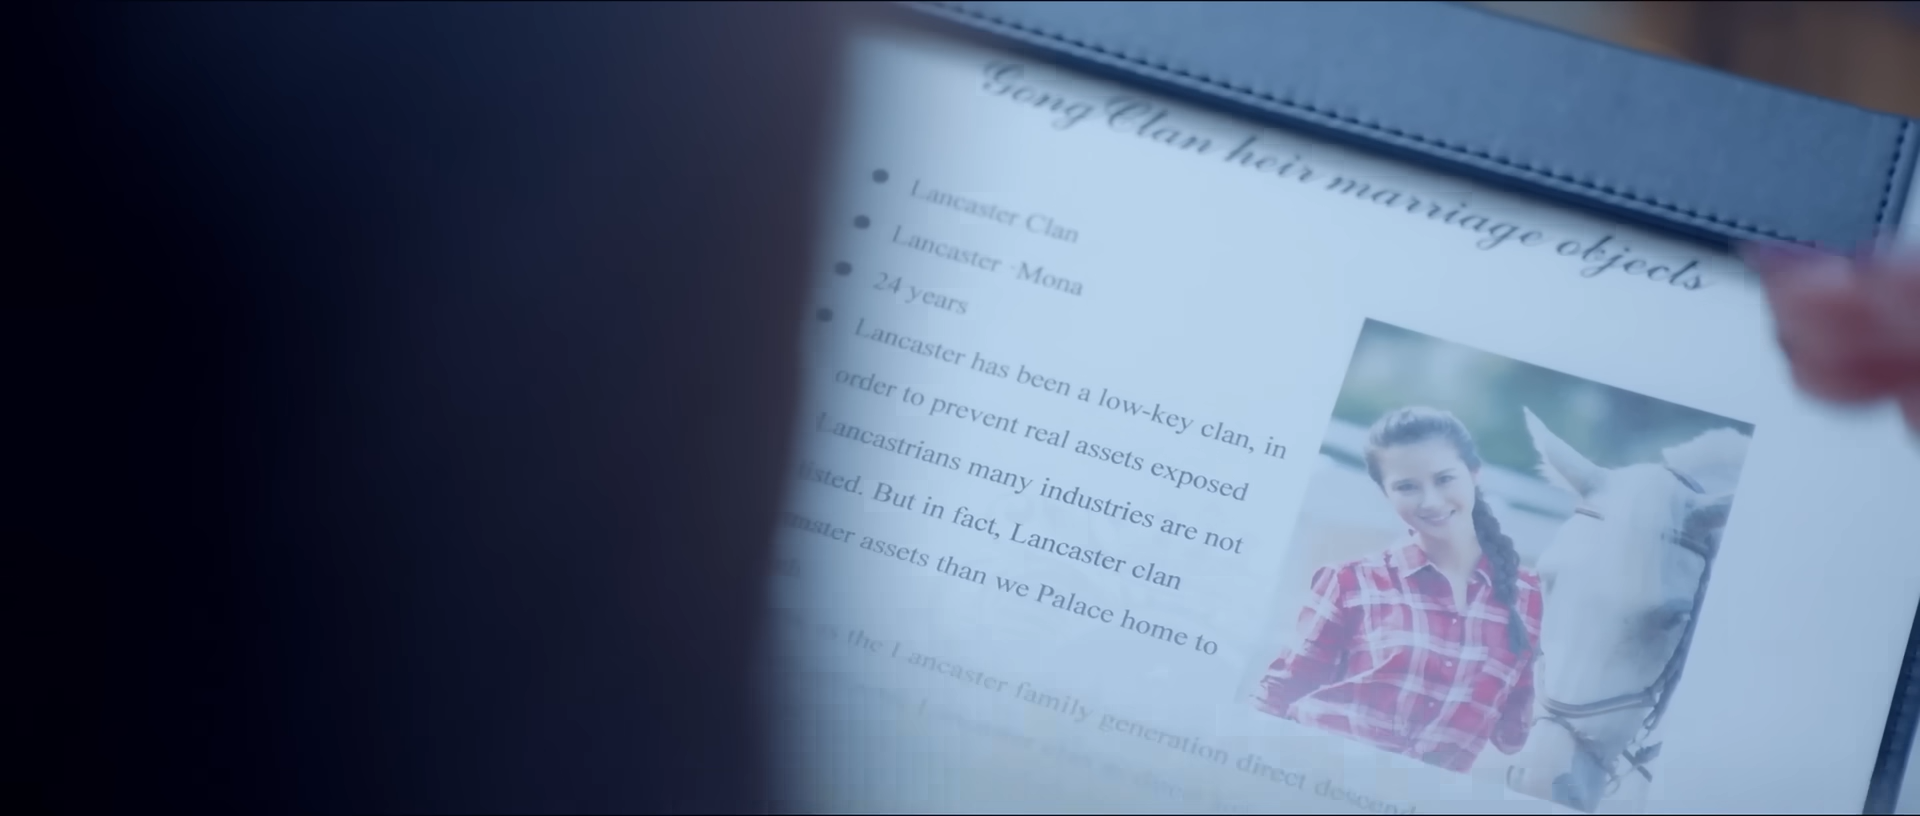 Gong Clan heir marriage objects
Lancaster Clan
Lancaster ·Mona
24 years
Lancaster has been a low-key clan, in
order to prevent real assets exposed
Lancastrians many industries are not
But in fact, Lancaster clan
assets than we Palace home to
the Lancaster family generation direct